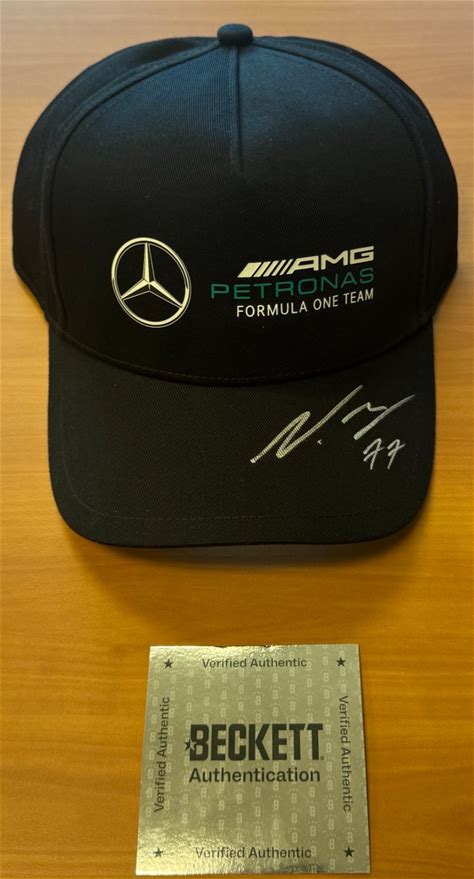 AMG
PETRONAS
FORMULA ONE TEAM
77
Verified Authentic
Verified Authentic
BECKETT
Authentication
Verified Authentic
Verified Authentic